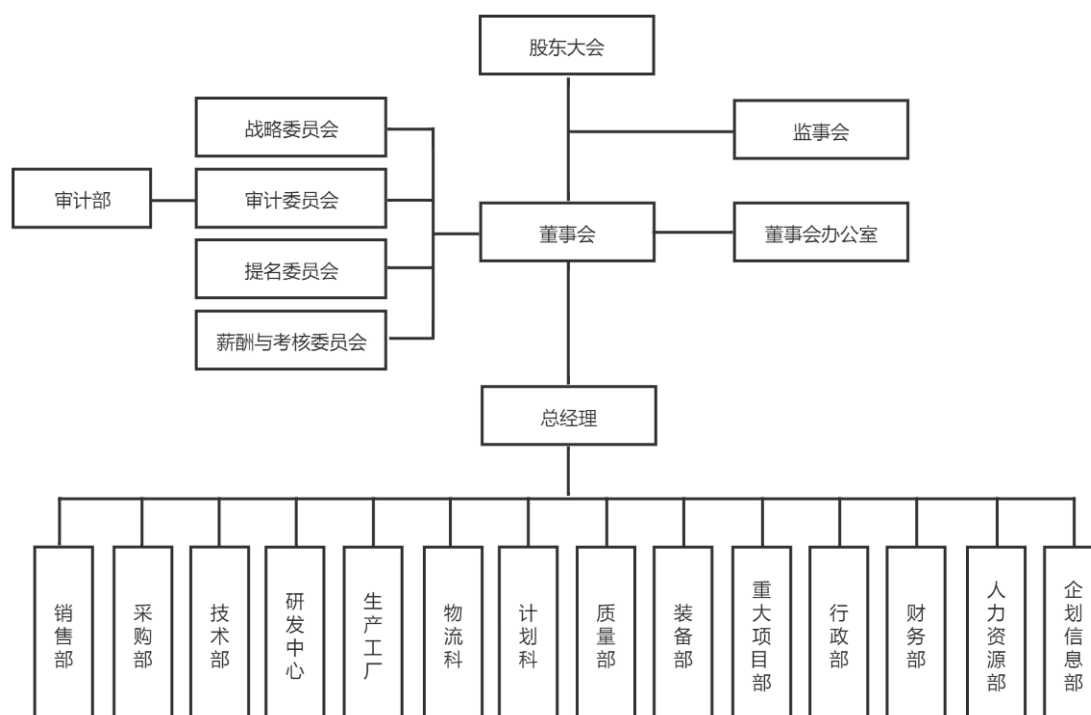 股东大会
监事会
战略委员会
审计部
审计委员会
董事会
董事会办公室
提名委员会
薪酬与考核委员会
总经理
销售部
采购部
技术部
研发中心
生产工厂
物流科
计划科
质量部
装备部
重大项目部
行政部
财务部
人力资源部
企划信息部